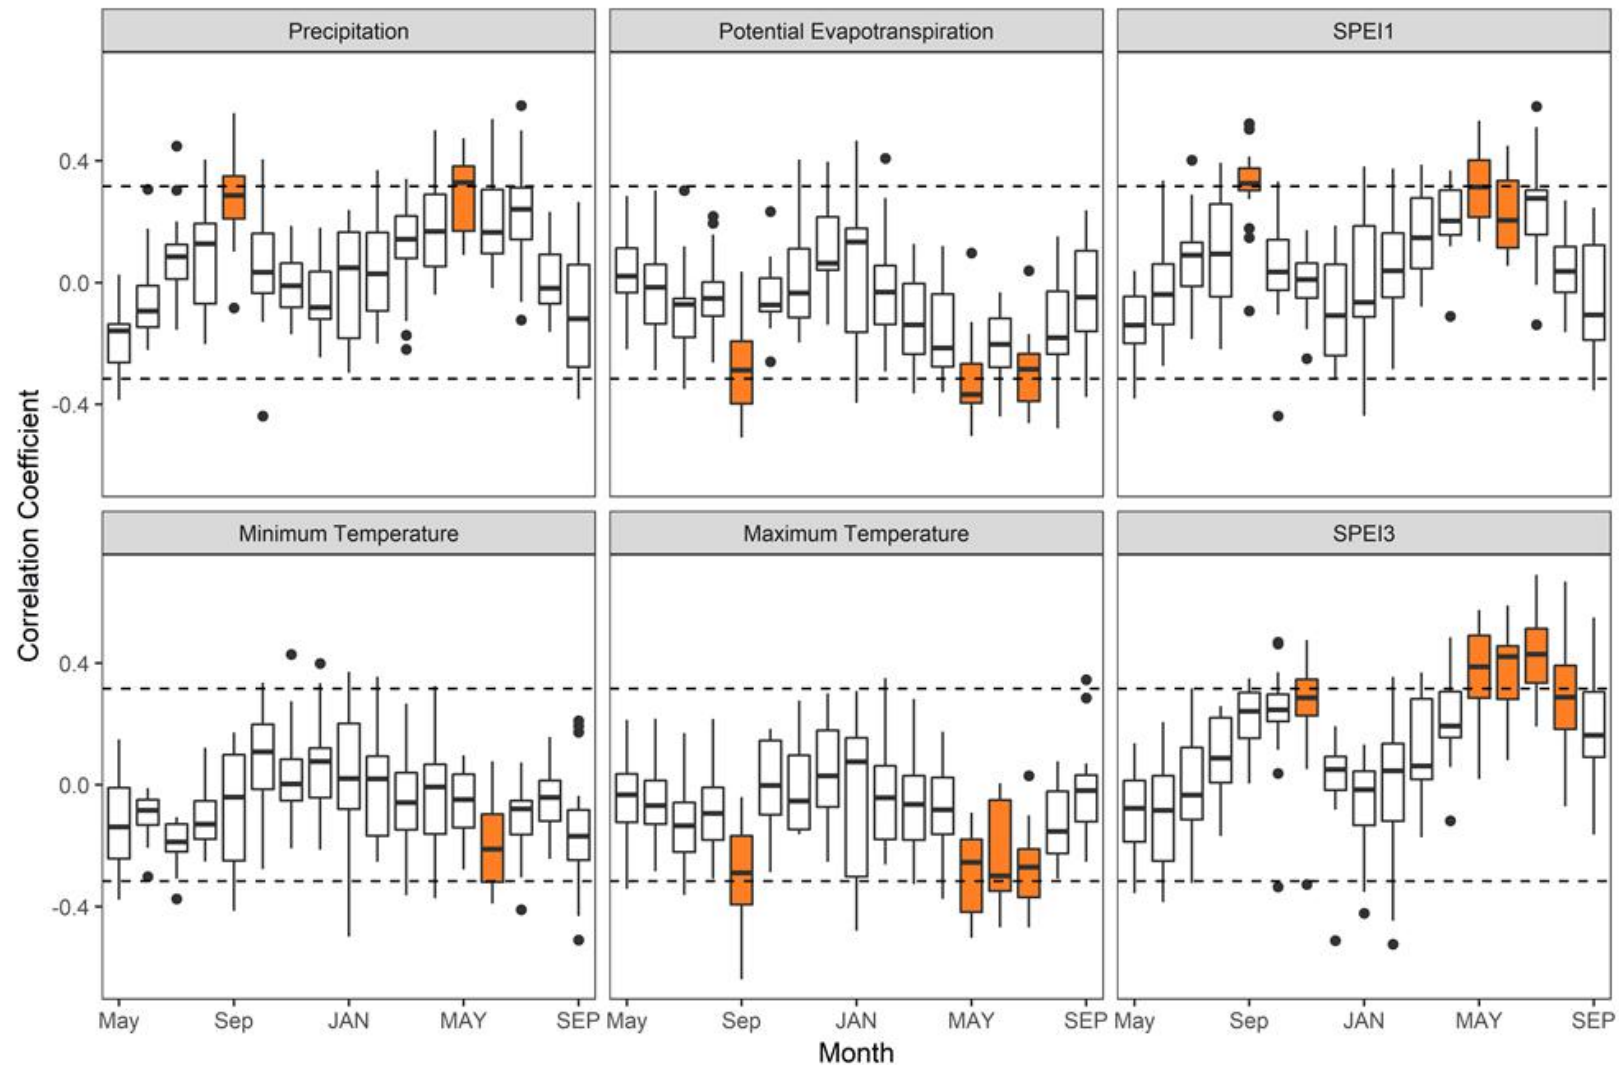 Precipitation
Potential Evapotranspiration
SPEI1
0.4
0.0
-0.4
Minimum Temperature
Maximum Temperature
SPEI3
0.4
0.0
-0.4
Correlation Coefficient
May Sep JAN MAY SEP May Sep JAN MAY SEP May Sep JAN MAY SEP
Month